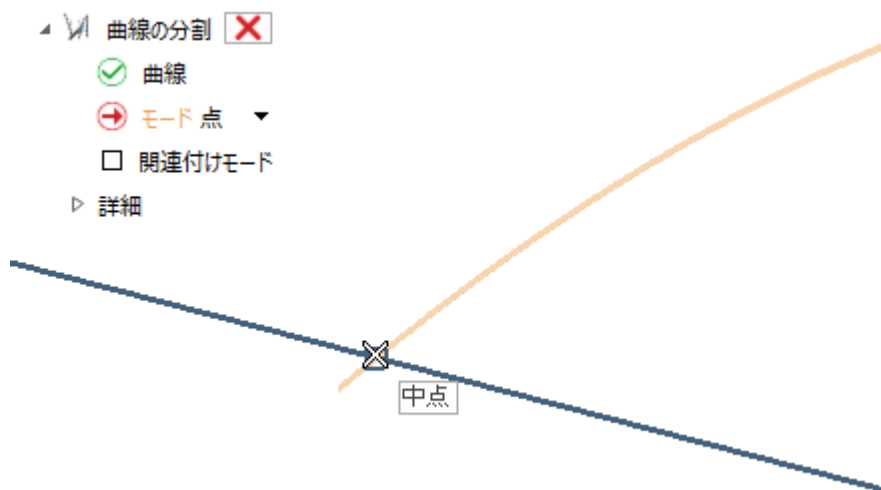 曲線の分割
曲線
モード 点
関連付けモード
詳細
中点